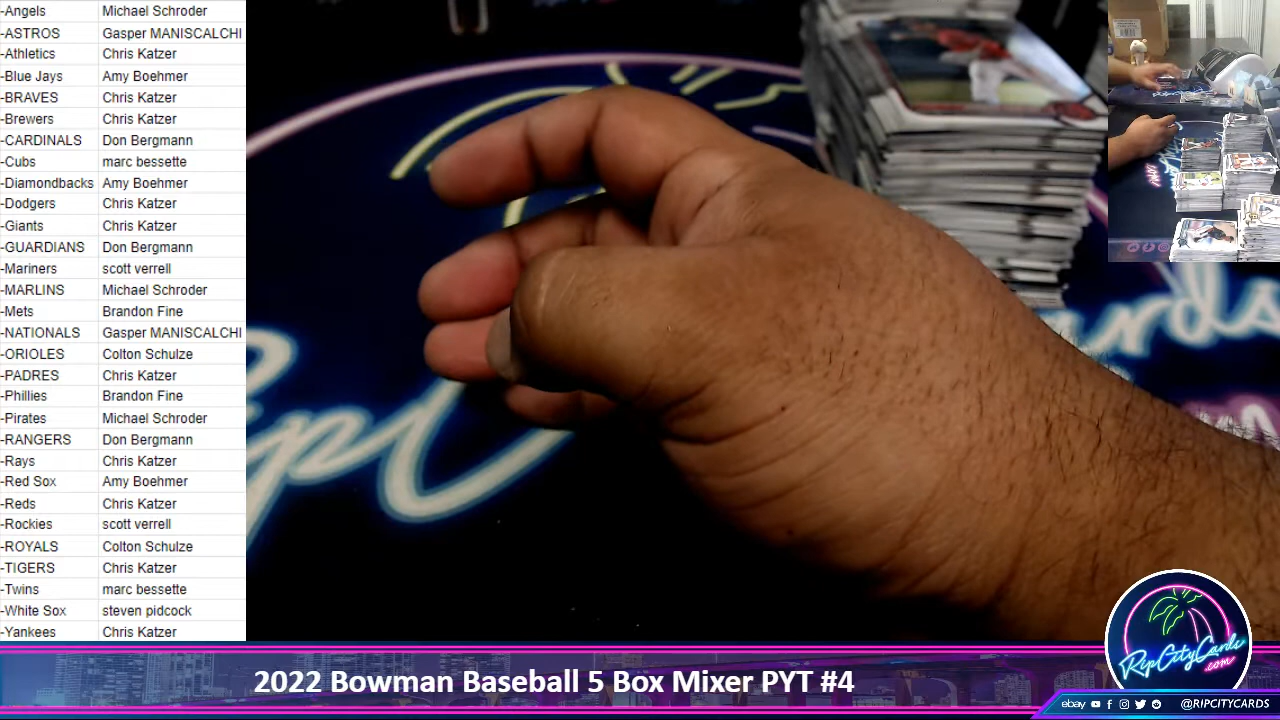 -Angels Michael Schroder
-ASTROS Gasper MANISCALCHI
-Athletics Chris Katzer
-Blue Jays Amy Boehmer
-BRAVES Chris Katzer
-Brewers Chris Katzer
-CARDINALS Don Bergmann
-Cubs marc bessette
-Diamondbacks Amy Boehmer
-Dodgers Chris Katzer
-Giants Chris Katzer
-GUARDIANS Don Bergmann
-Mariners scott verrell
-MARLINS Michael Schroder
-Mets Brandon Fine
-NATIONALS Gasper MANISCALCHI
-ORIOLES Colton Schulze
-PADRES Chris Katzer
-Phillies Brandon Fine
-Pirates Michael Schroder
-RANGERS Don Bergmann
-Rays Chris Katzer
-Red Sox Amy Boehmer
-Reds Chris Katzer
-Rockies scott verrell
-ROYALS Colton Schulze
-TIGERS Chris Katzer
-Twins marc bessette
-White Sox steven pidcock
-Yankees Chris Katzer
ip
ards
RipCityCards
.com
2022 Bowman Baseball 5 Box Mixer PYT #4
ebay @RIPCITYCARDS